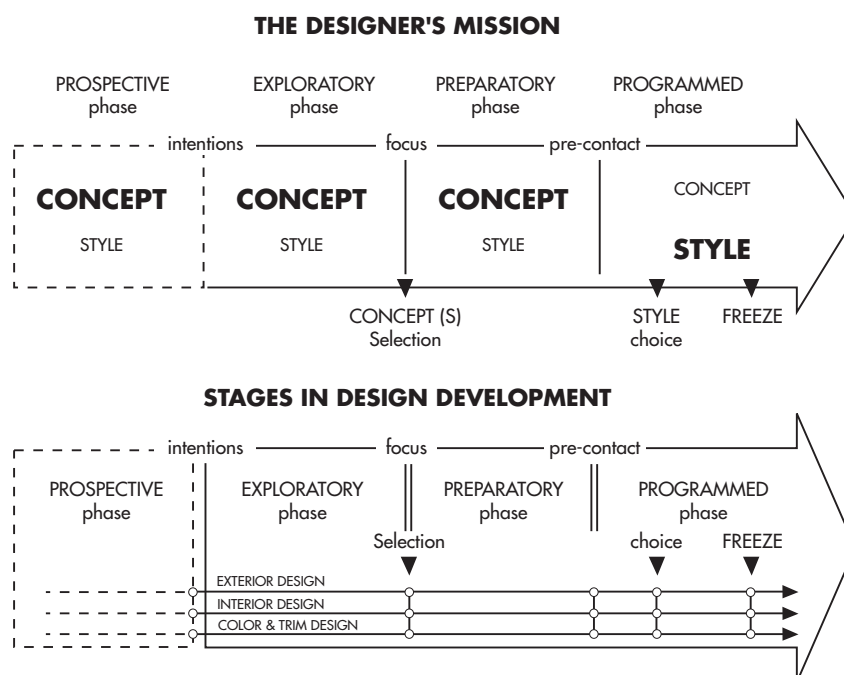 THE DESIGNER'S MISSION
PROSPECTIVE
phase
EXPLORATORY
phase
PREPARATORY
phase
PROGRAMMED
phase
intentions
focus
pre-contact
CONCEPT
CONCEPT
CONCEPT
CONCEPT
STYLE
STYLE
STYLE
STYLE
CONCEPT (S)
Selection
STYLE
choice
FREEZE
STAGES IN DESIGN DEVELOPMENT
intentions
focus
pre-contact
PROSPECTIVE
phase
EXPLORATORY
phase
PREPARATORY
phase
PROGRAMMED
phase
Selection
choice
FREEZE
EXTERIOR DESIGN
INTERIOR DESIGN
COLOR & TRIM DESIGN